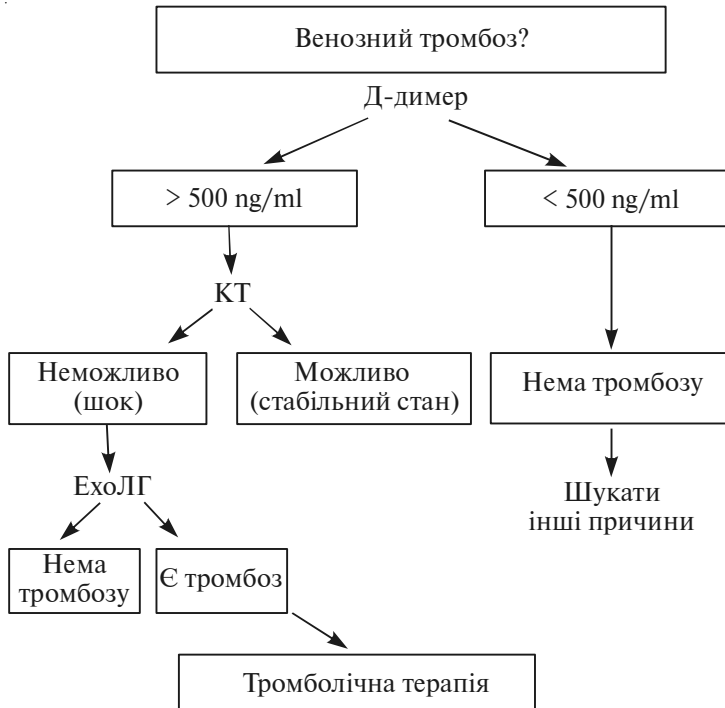 Венозний тромбоз?
Д-димер
> 500 ng/ml
< 500 ng/ml
КТ
Неможливо
(шок)
Можливо
(стабільний стан)
Нема тромбозу
ЕхоЛГ
Шукати
інші причини
Нема
тромбозу
Є тромбоз
Тромболічна терапія